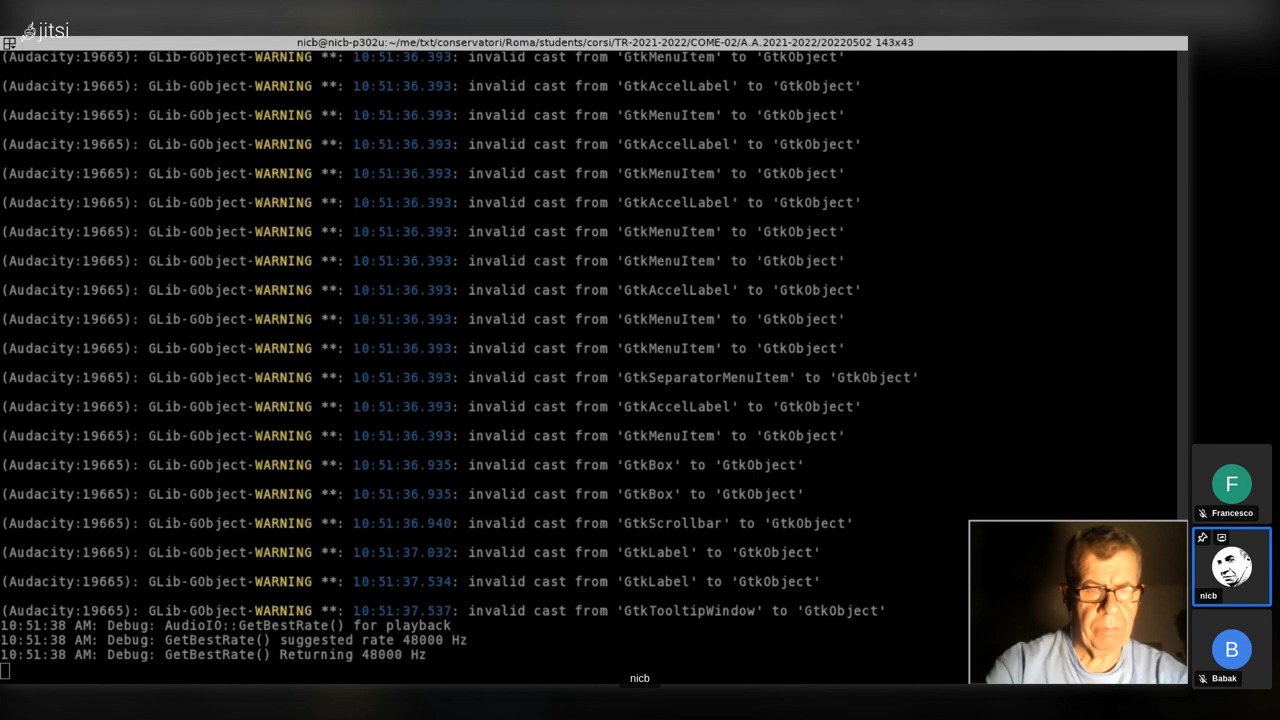 jitsi
nicb@nicb-p302u:~/me/txt/conservatori/Roma/students/corsi/TR-2021-2022/COME-02/A.A.2021-2022/20220502 143x43
(Audacity:19665): GLib-GObject-WARNING **: 10:51:36.393: invalid cast from 'GtkMenuItem' to 'GtkObject'
(Audacity:19665): GLib-GObject-WARNING **: 10:51:36.393: invalid cast from 'GtkAccelLabel' to 'GtkObject'
(Audacity:19665): GLib-GObject-WARNING **: 10:51:36.393: invalid cast from 'GtkMenuItem' to 'GtkObject'
(Audacity:19665): GLib-GObject-WARNING **: 10:51:36.393: invalid cast from 'GtkAccelLabel' to 'GtkObject'
(Audacity:19665): GLib-GObject-WARNING **: 10:51:36.393: invalid cast from 'GtkMenuItem' to 'GtkObject'
(Audacity:19665): GLib-GObject-WARNING **: 10:51:36.393: invalid cast from 'GtkAccelLabel' to 'GtkObject'
(Audacity:19665): GLib-GObject-WARNING **: 10:51:36.393: invalid cast from 'GtkMenuItem' to 'GtkObject'
(Audacity:19665): GLib-GObject-WARNING **: 10:51:36.393: invalid cast from 'GtkMenuItem' to 'GtkObject'
(Audacity:19665): GLib-GObject-WARNING **: 10:51:36.393: invalid cast from 'GtkAccelLabel' to 'GtkObject'
(Audacity:19665): GLib-GObject-WARNING **: 10:51:36.393: invalid cast from 'GtkMenuItem' to 'GtkObject'
(Audacity:19665): GLib-GObject-WARNING **: 10:51:36.393: invalid cast from 'GtkMenuItem' to 'GtkObject'
(Audacity:19665): GLib-GObject-WARNING **: 10:51:36.393: invalid cast from 'GtkSeparatorMenuItem' to 'GtkObject'
(Audacity:19665): GLib-GObject-WARNING **: 10:51:36.393: invalid cast from 'GtkAccelLabel' to 'GtkObject'
(Audacity:19665): GLib-GObject-WARNING **: 10:51:36.393: invalid cast from 'GtkMenuItem' to 'GtkObject'
(Audacity:19665): GLib-GObject-WARNING **: 10:51:36.935: invalid cast from 'GtkBox' to 'GtkObject'
(Audacity:19665): GLib-GObject-WARNING **: 10:51:36.935: invalid cast from 'GtkBox' to 'GtkObject'
(Audacity:19665): GLib-GObject-WARNING **: 10:51:36.940: invalid cast from 'GtkScrollbar' to 'GtkObject'
(Audacity:19665): GLib-GObject-WARNING **: 10:51:37.032: invalid cast from 'GtkLabel' to 'GtkObject'
(Audacity:19665): GLib-GObject-WARNING **: 10:51:37.534: invalid cast from 'GtkLabel' to 'GtkObject'
(Audacity:19665): GLib-GObject-WARNING **: 10:51:37.537: invalid cast from 'GtkTooltipWindow' to 'GtkObject'
10:51:38 AM: Debug: AudioIO::GetBestRate() for playback
10:51:38 AM: Debug: GetBestRate() suggested rate 48000 Hz
10:51:38 AM: Debug: GetBestRate() Returning 48000 Hz
nicb
F
Francesco
nicb
B
Babak